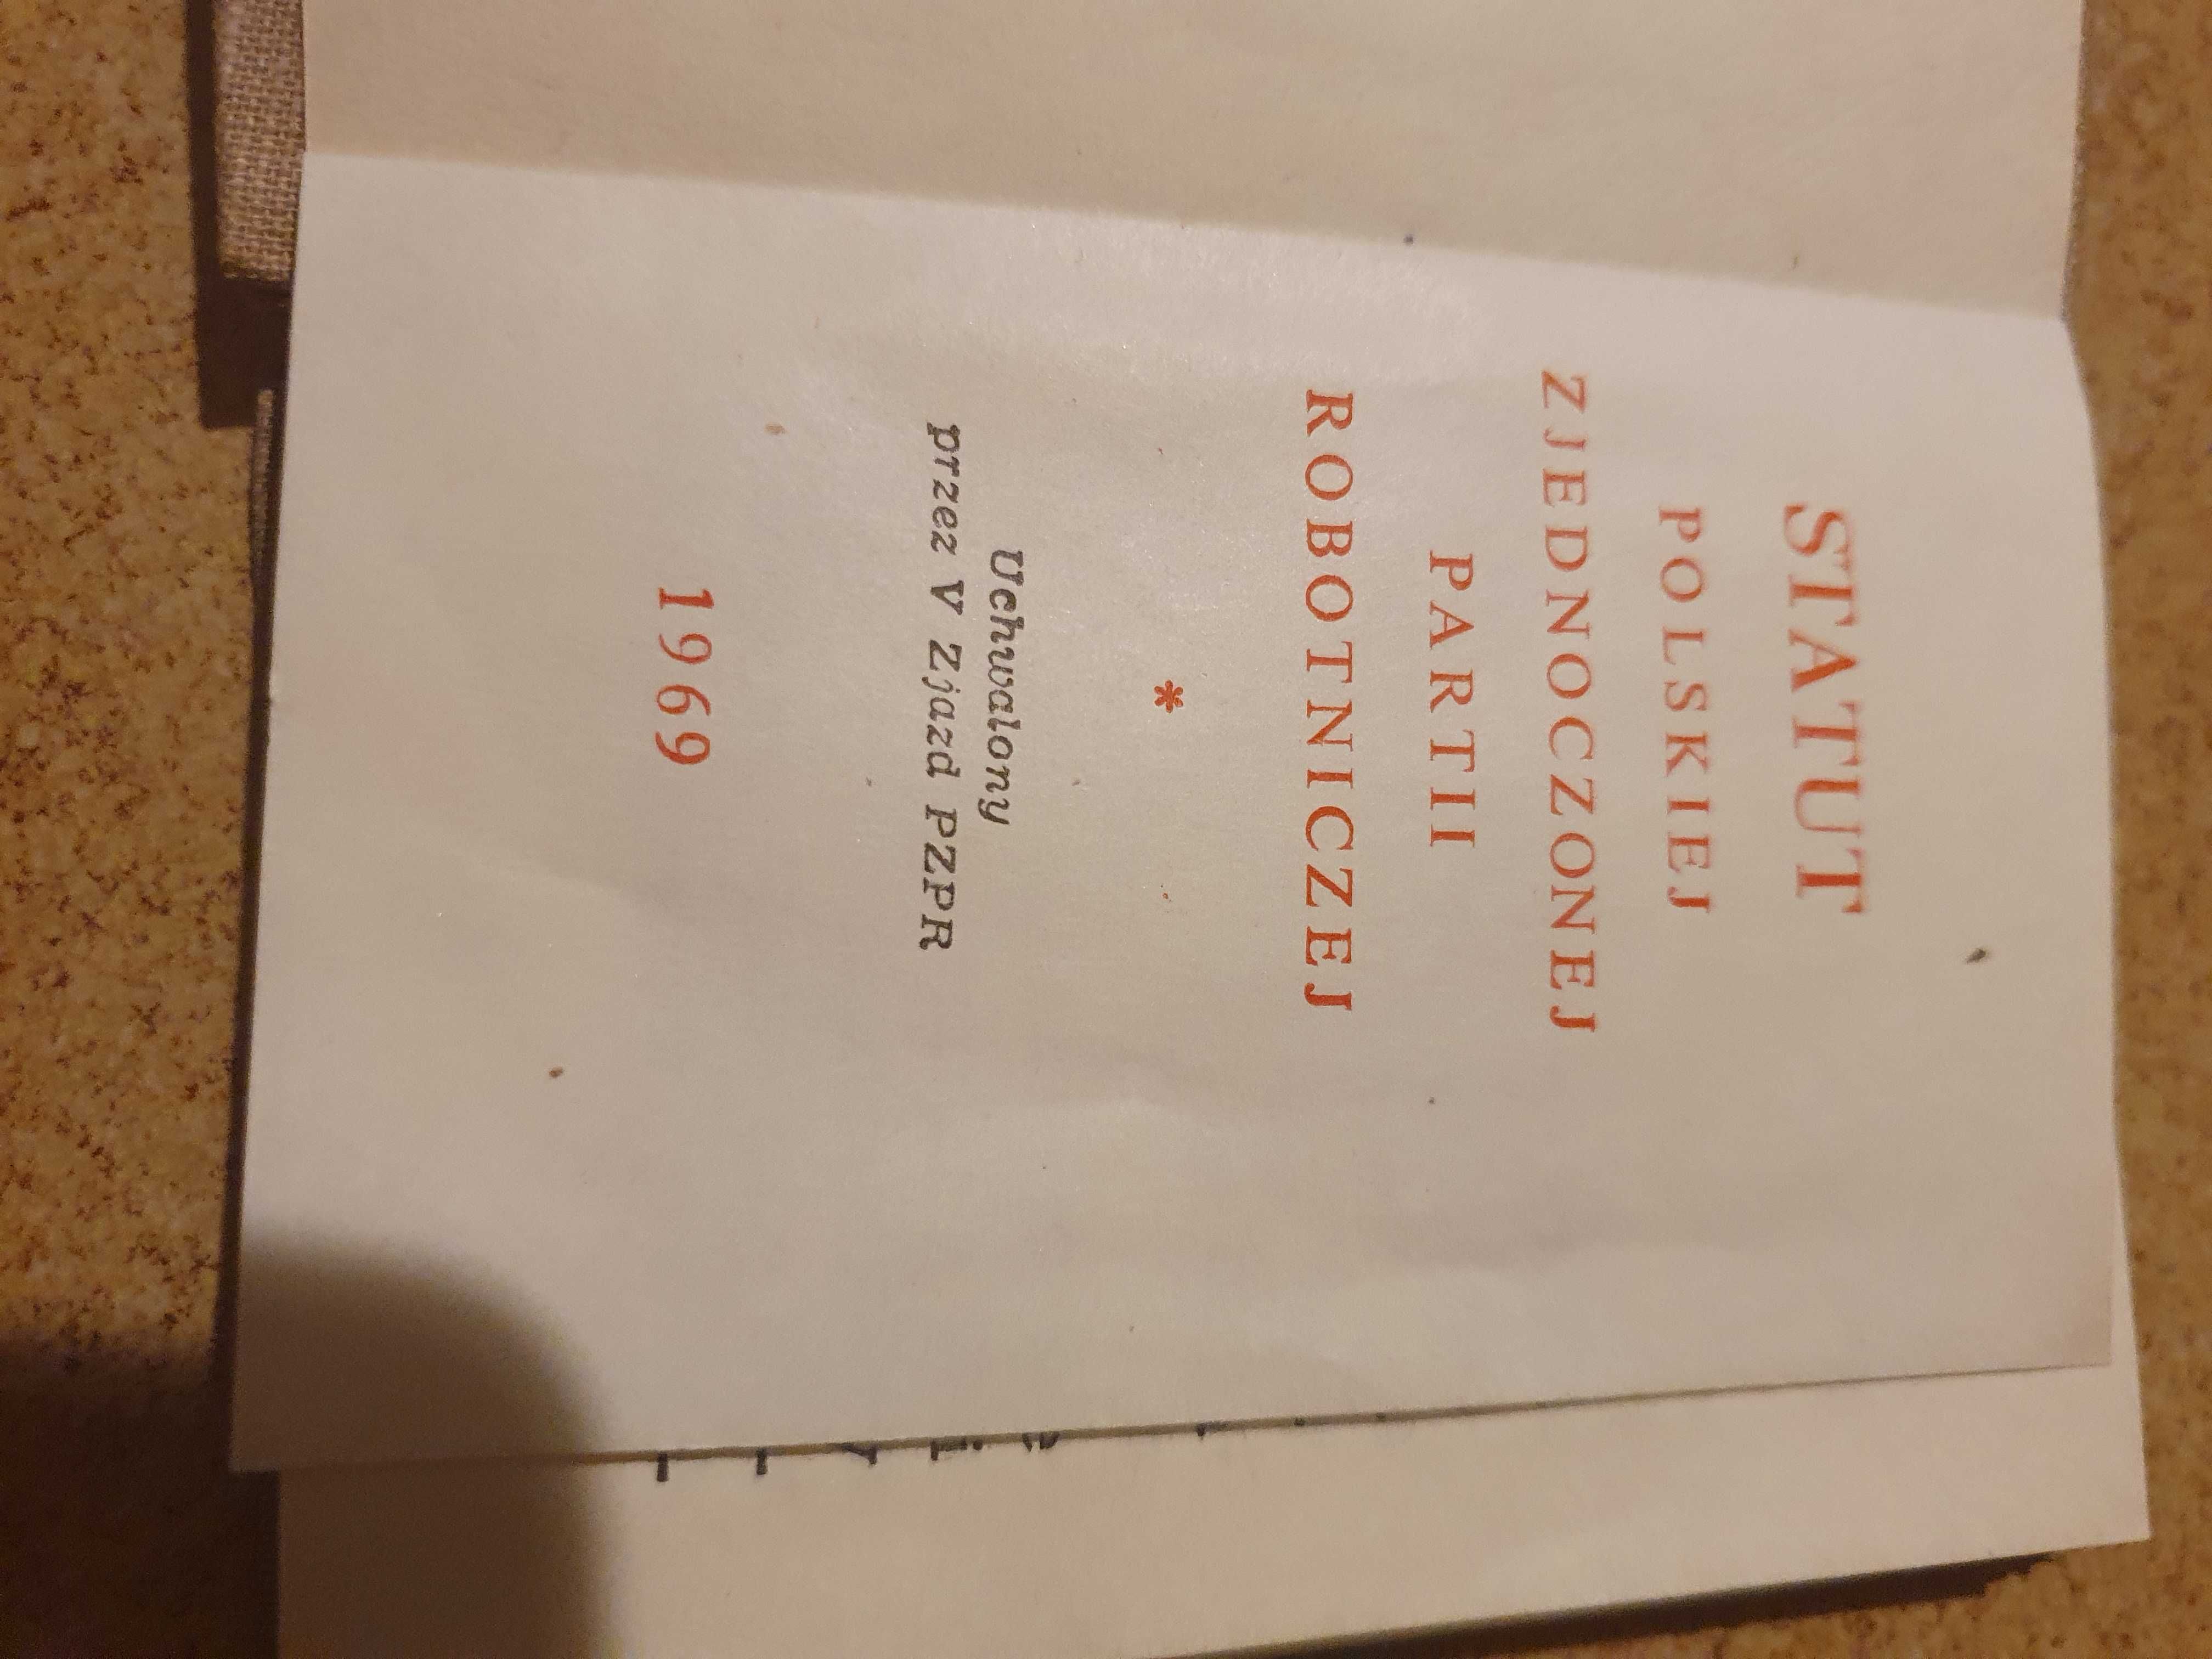 STATUT
POLSKIEJ
ZJEDNOCZONEJ
PARTII
ROBOTNICZEJ
*
Uchwalony
przez V Zjazd PZPR
1969